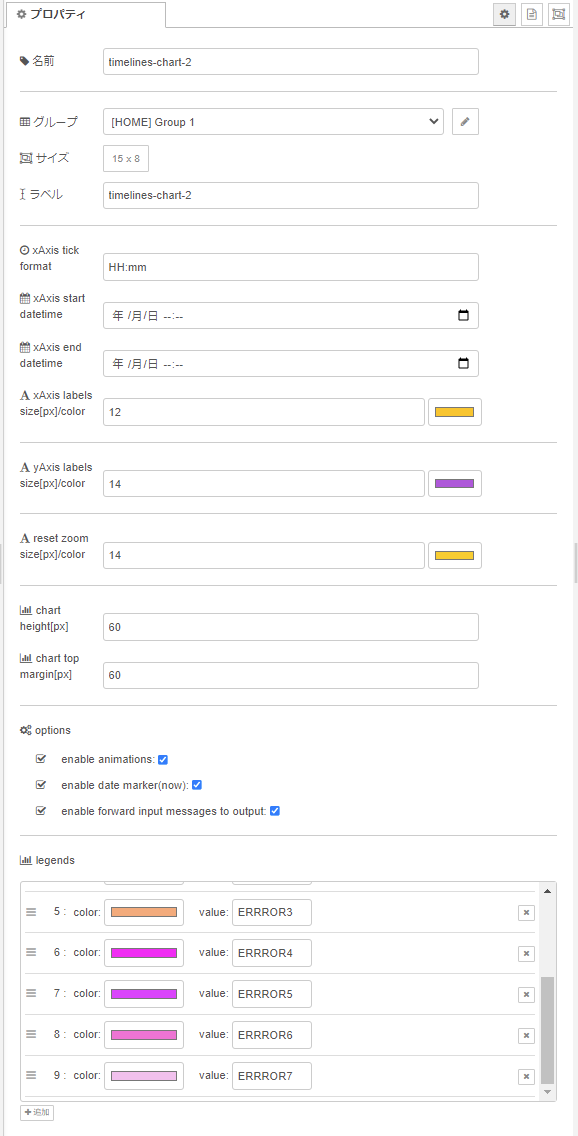 プロパティ
名前
timelines-chart-2
グループ
[HOME] Group 1
サイズ
15 x 8
ラベル
timelines-chart-2
xAxis tick
format
HH:mm
xAxis start
datetime
年 /月/日 --:--
xAxis end
datetime
年 /月/日 --:--
xAxis labels
size[px]/color
12
yAxis labels
size[px]/color
14
reset zoom
size[px]/color
14
chart
height[px]
60
chart top
margin[px]
60
options
enable animations:
enable date marker(now):
enable forward input messages to output:
legends
5 : color: value: ERRROR3
6 : color: value: ERRROR4
7 : color: value: ERRROR5
8 : color: value: ERRROR6
9 : color: value: ERRROR7
追加